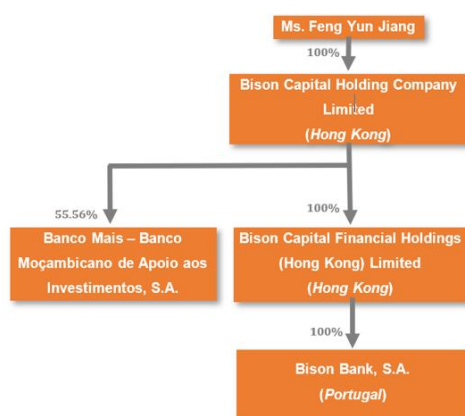 Ms. Feng Yun Jiang
100%
Bison Capital Holding Company
Limited
(Hong Kong)
55.56%
100%
Banco Mais – Banco
Moçambicano de Apoio aos
Investimentos, S.A.
Bison Capital Financial Holdings
(Hong Kong) Limited
(Hong Kong)
100%
Bison Bank, S.A.
(Portugal)